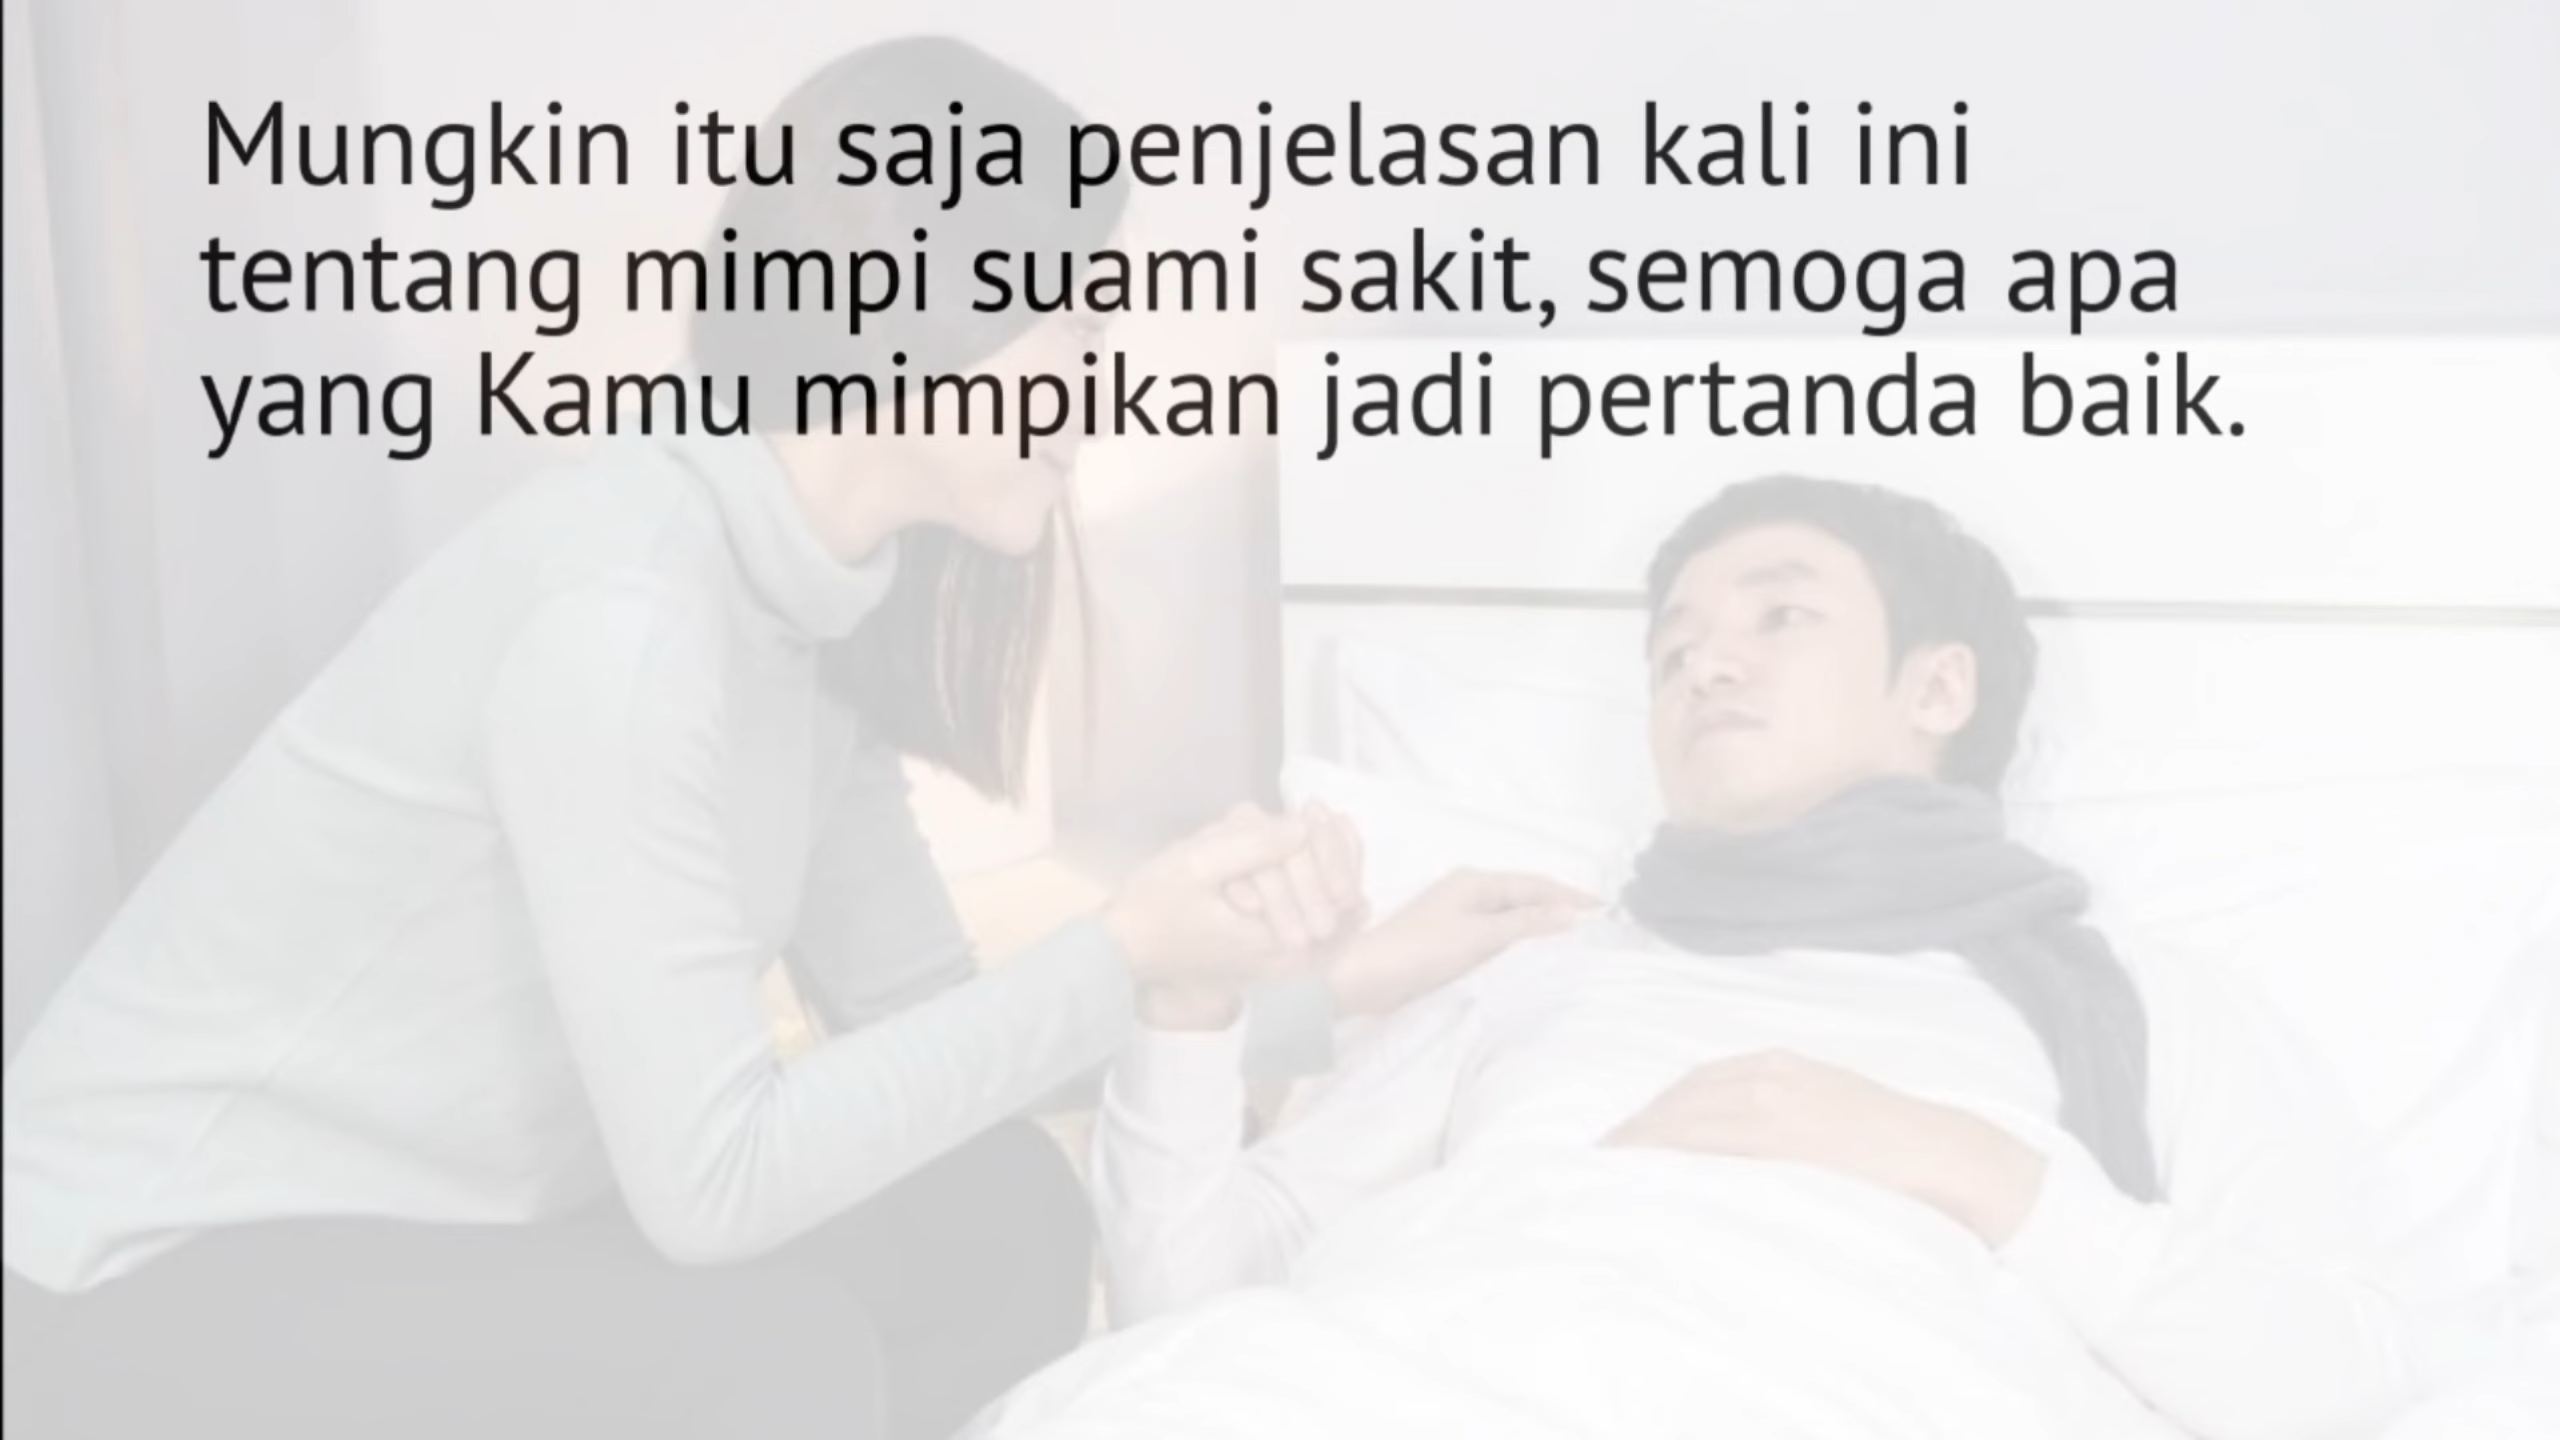 Mungkin itu saja penjelasan kali ini
tentang mimpi suami sakit, semoga apa
yang Kamu mimpikan jadi pertanda baik.